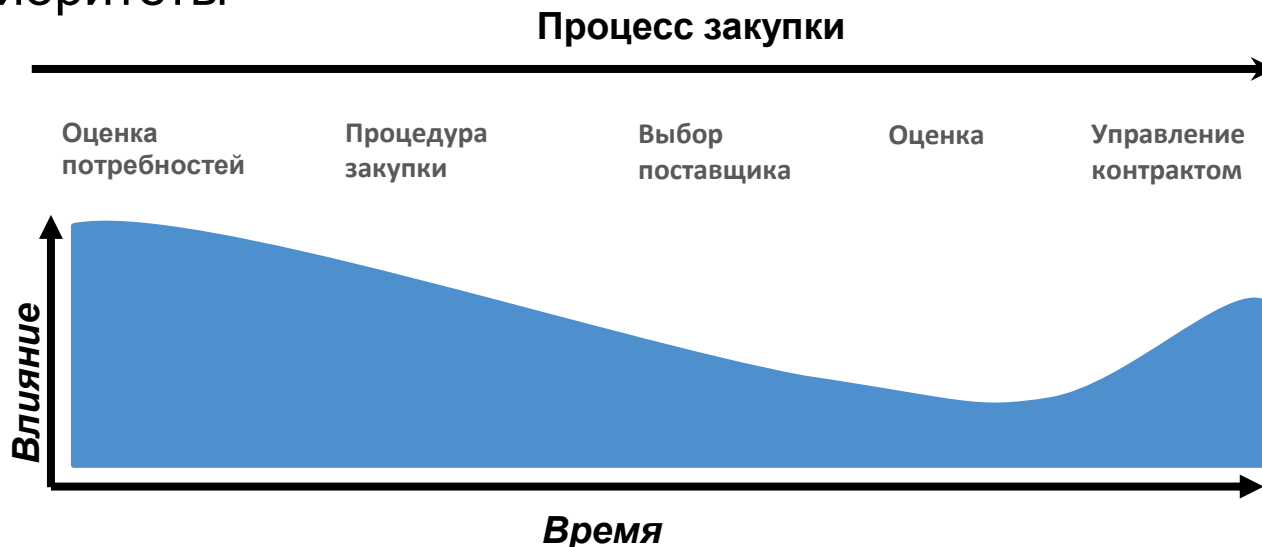 Процесс закупки
Оценка
потребностей
Процедура
закупки
Выбор
поставщика
Оценка
Управление
контрактом
Влияние
Время